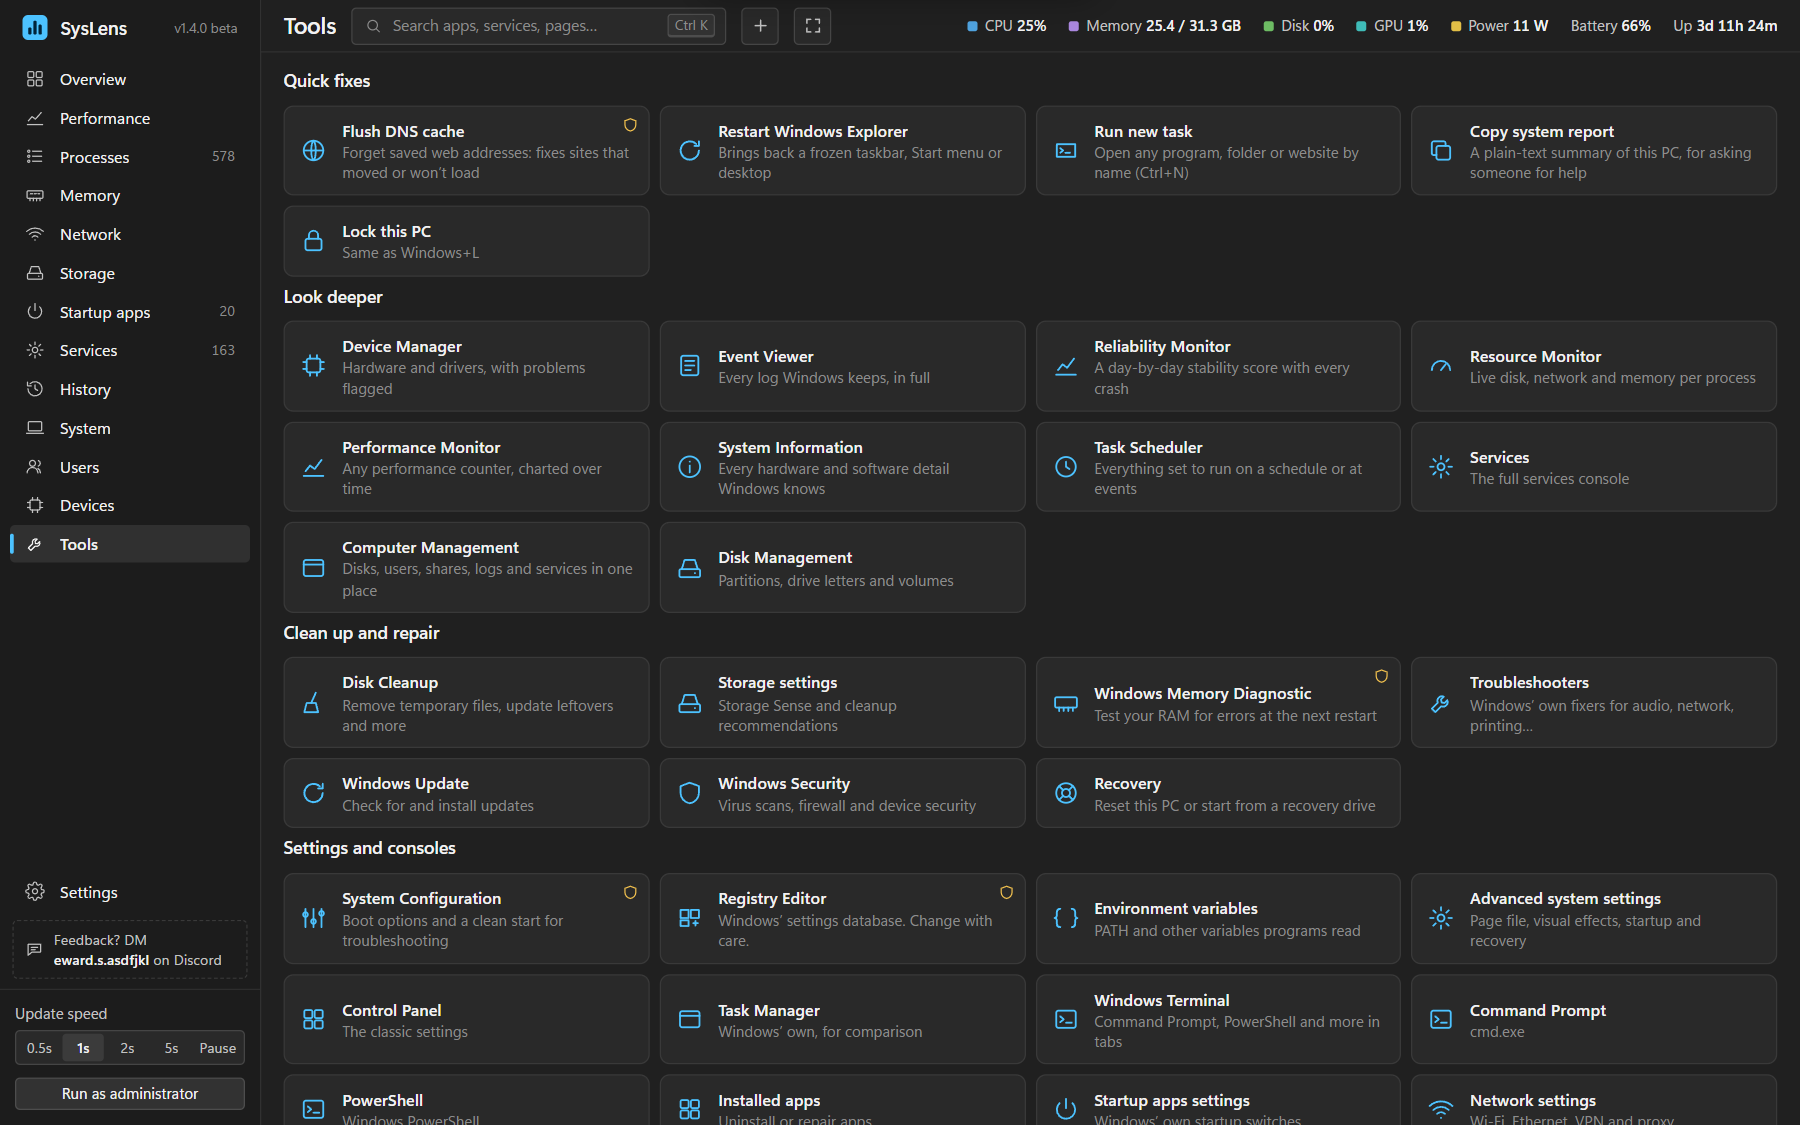 SysLens
v1.4.0 beta
Overview
Performance
Processes 578
Memory
Network
Storage
Startup apps 20
Services 163
History
System
Users
Devices
Tools
Settings
Feedback? DM
eward.s.asdfjkl on Discord
Update speed
0.5s 1s 2s 5s Pause
Run as administrator
Tools
Search apps, services, pages... Ctrl K
CPU 25% Memory 25.4 / 31.3 GB Disk 0% GPU 1% Power 11 W Battery 66% Up 3d 11h 24m
Quick fixes
Flush DNS cache
Forget saved web addresses: fixes sites that
moved or won't load
Restart Windows Explorer
Brings back a frozen taskbar, Start menu or
desktop
Run new task
Open any program, folder or website by
name (Ctrl+N)
Copy system report
A plain-text summary of this PC, for asking
someone for help
Lock this PC
Same as Windows+L
Look deeper
Device Manager
Hardware and drivers, with problems
flagged
Event Viewer
Every log Windows keeps, in full
Reliability Monitor
A day-by-day stability score with every
crash
Resource Monitor
Live disk, network and memory per process
Performance Monitor
Any performance counter, charted over
time
System Information
Every hardware and software detail
Windows knows
Task Scheduler
Everything set to run on a schedule or at
events
Services
The full services console
Computer Management
Disks, users, shares, logs and services in one
place
Disk Management
Partitions, drive letters and volumes
Clean up and repair
Disk Cleanup
Remove temporary files, update leftovers
and more
Storage settings
Storage Sense and cleanup
recommendations
Windows Memory Diagnostic
Test your RAM for errors at the next restart
Troubleshooters
Windows' own fixers for audio, network,
printing...
Windows Update
Check for and install updates
Windows Security
Virus scans, firewall and device security
Recovery
Reset this PC or start from a recovery drive
Settings and consoles
System Configuration
Boot options and a clean start for
troubleshooting
Registry Editor
Windows' settings database. Change with
care.
Environment variables
PATH and other variables programs read
Advanced system settings
Page file, visual effects, startup and
recovery
Control Panel
The classic settings
Task Manager
Windows' own, for comparison
Windows Terminal
Command Prompt, PowerShell and more in
tabs
Command Prompt
cmd.exe
PowerShell
Windows PowerShell
Installed apps
Uninstall or repair apps
Startup apps settings
Windows' own startup switches
Network settings
Wi-Fi, Ethernet, VPN and proxy